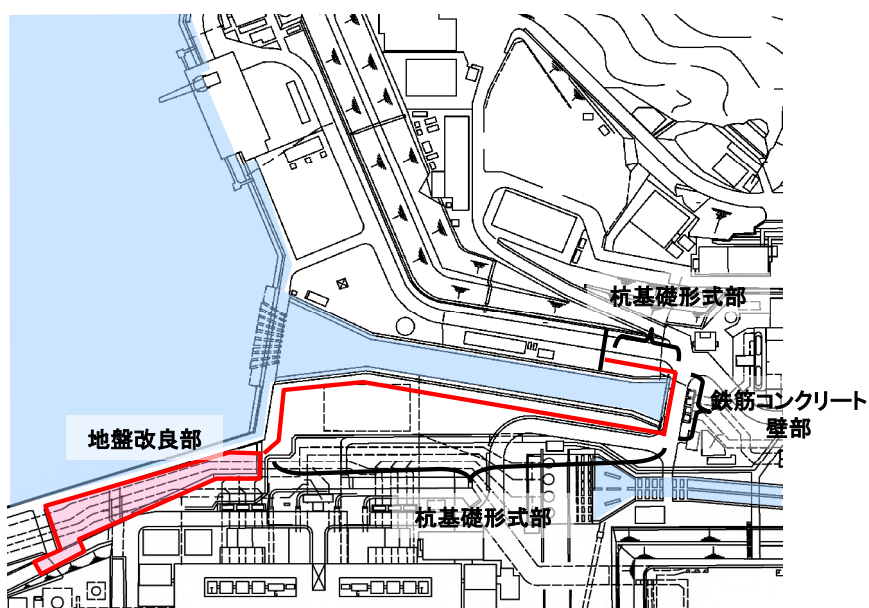 杭基礎形式部
鉄筋コンクリート
壁部
地盤改良部
杭基礎形式部